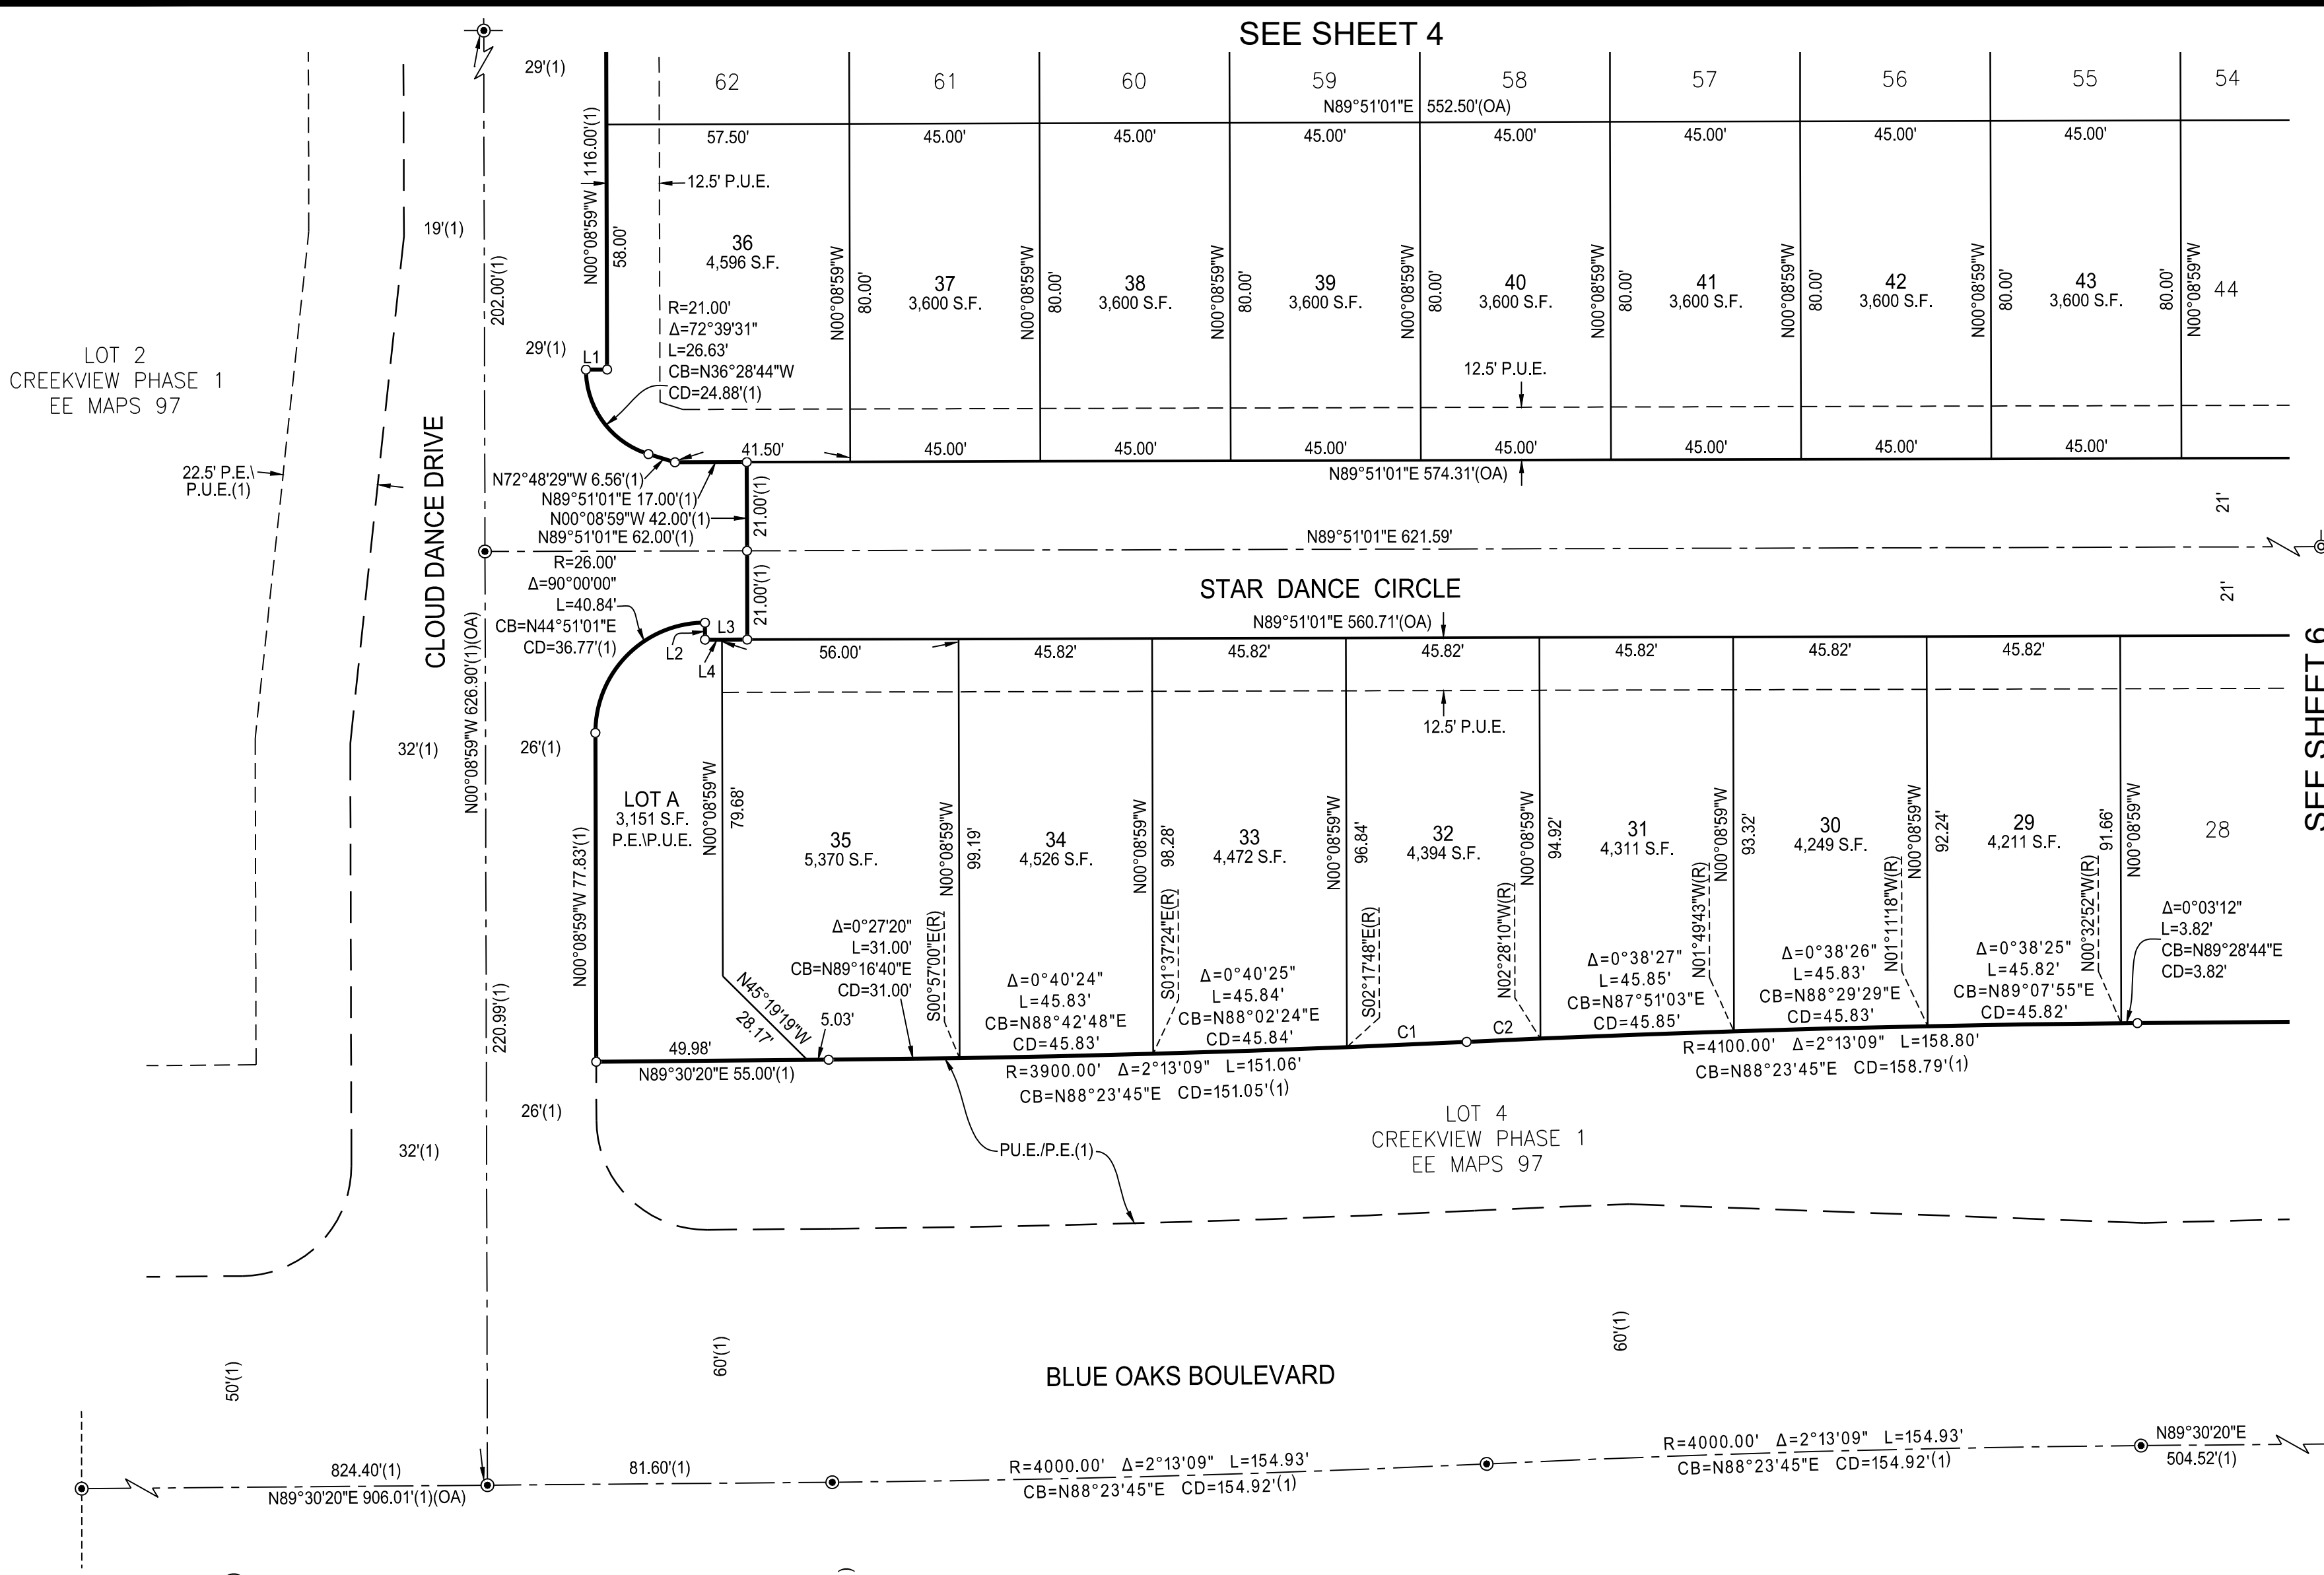 SEE SHEET 4
29'(1)
62
61
60
59
58
57
56
55
54
N89°51'01"E 552.50'(OA)
N00°08'59"W 116.00'(1)
57.50'
45.00'
45.00'
45.00'
45.00'
45.00'
45.00'
45.00'
12.5' P.U.E.
19'(1)
202.00'(1)
58.00'
36
4,596 S.F.
N00°08'59"W
80.00'
37
3,600 S.F.
N00°08'59"W
80.00'
38
3,600 S.F.
N00°08'59"W
80.00'
39
3,600 S.F.
N00°08'59"W
80.00'
40
3,600 S.F.
N00°08'59"W
80.00'
41
3,600 S.F.
N00°08'59"W
80.00'
42
3,600 S.F.
N00°08'59"W
80.00'
43
3,600 S.F.
80.00'
N00°08'59"W
44
R=21.00'
Δ=72°39'31"
L=26.63'
CB=N36°28'44"W
CD=24.88'(1)
29'(1)
L1
LOT 2
CREEKVIEW PHASE 1
EE MAPS 97
12.5' P.U.E.
22.5' P.E.\
P.U.E.(1)
CLOUD DANCE DRIVE
41.50'
45.00'
45.00'
45.00'
45.00'
45.00'
45.00'
45.00'
N89°51'01"E 574.31'(OA)
N72°48'29"W 6.56'(1)
N89°51'01"E 17.00'(1)
N00°08'59"W 42.00'(1)
N89°51'01"E 62.00'(1)
21.00'(1)
21'
N89°51'01"E 621.59'
R=26.00'
Δ=90°00'00"
L=40.84'
CB=N44°51'01"E
CD=36.77'(1)
21.00'(1)
STAR DANCE CIRCLE
21'
N89°51'01"E 560.71'(OA)
L2
L3
L4
56.00'
45.82'
45.82'
45.82'
45.82'
45.82'
45.82'
SEE SHEET 6
12.5' P.U.E.
N00°08'59"W 626.90'(1)(OA)
32'(1)
26'(1)
N00°08'59"W 77.83'(1)
LOT A
3,151 S.F.
P.E.\P.U.E.
N00°08'59"W
79.68'
35
5,370 S.F.
N00°08'59"W
99.19'
34
4,526 S.F.
N00°08'59"W
98.28'
33
4,472 S.F.
N00°08'59"W
96.84'
32
4,394 S.F.
N00°08'59"W
94.92'
31
4,311 S.F.
N00°08'59"W
93.32'
30
4,249 S.F.
N00°08'59"W
92.24'
29
4,211 S.F.
91.66'
N00°08'59"W
28
Δ=0°27'20"
L=31.00'
CB=N89°16'40"E
CD=31.00'
S00°57'00"E(R)
Δ=0°40'24"
L=45.83'
CB=N88°42'48"E
CD=45.83'
S01°37'24"E(R)
Δ=0°40'25"
L=45.84'
CB=N88°02'24"E
CD=45.84'
S02°17'48"E(R)
N02°28'10"W(R)
Δ=0°38'27"
L=45.85'
CB=N87°51'03"E
CD=45.85'
N01°49'43"W(R)
Δ=0°38'26"
L=45.83'
CB=N88°29'29"E
CD=45.83'
N01°11'18"W(R)
Δ=0°38'25"
L=45.82'
CB=N89°07'55"E
CD=45.82'
N00°32'52"W(R)
Δ=0°03'12"
L=3.82'
CB=N89°28'44"E
CD=3.82'
220.99'(1)
N45°19'19"W
28.17'
5.03'
49.98'
N89°30'20"E 55.00'(1)
C1
C2
R=3900.00' Δ=2°13'09" L=151.06'
CB=N88°23'45"E CD=151.05'(1)
R=4100.00' Δ=2°13'09" L=158.80'
CB=N88°23'45"E CD=158.79'(1)
26'(1)
32'(1)
PU.E./P.E.(1)
LOT 4
CREEKVIEW PHASE 1
EE MAPS 97
50'(1)
60'(1)
60'(1)
BLUE OAKS BOULEVARD
824.40'(1)
N89°30'20"E 906.01'(1)(OA)
81.60'(1)
R=4000.00' Δ=2°13'09" L=154.93'
CB=N88°23'45"E CD=154.92'(1)
R=4000.00' Δ=2°13'09" L=154.93'
CB=N88°23'45"E CD=154.92'(1)
N89°30'20"E
504.52'(1)